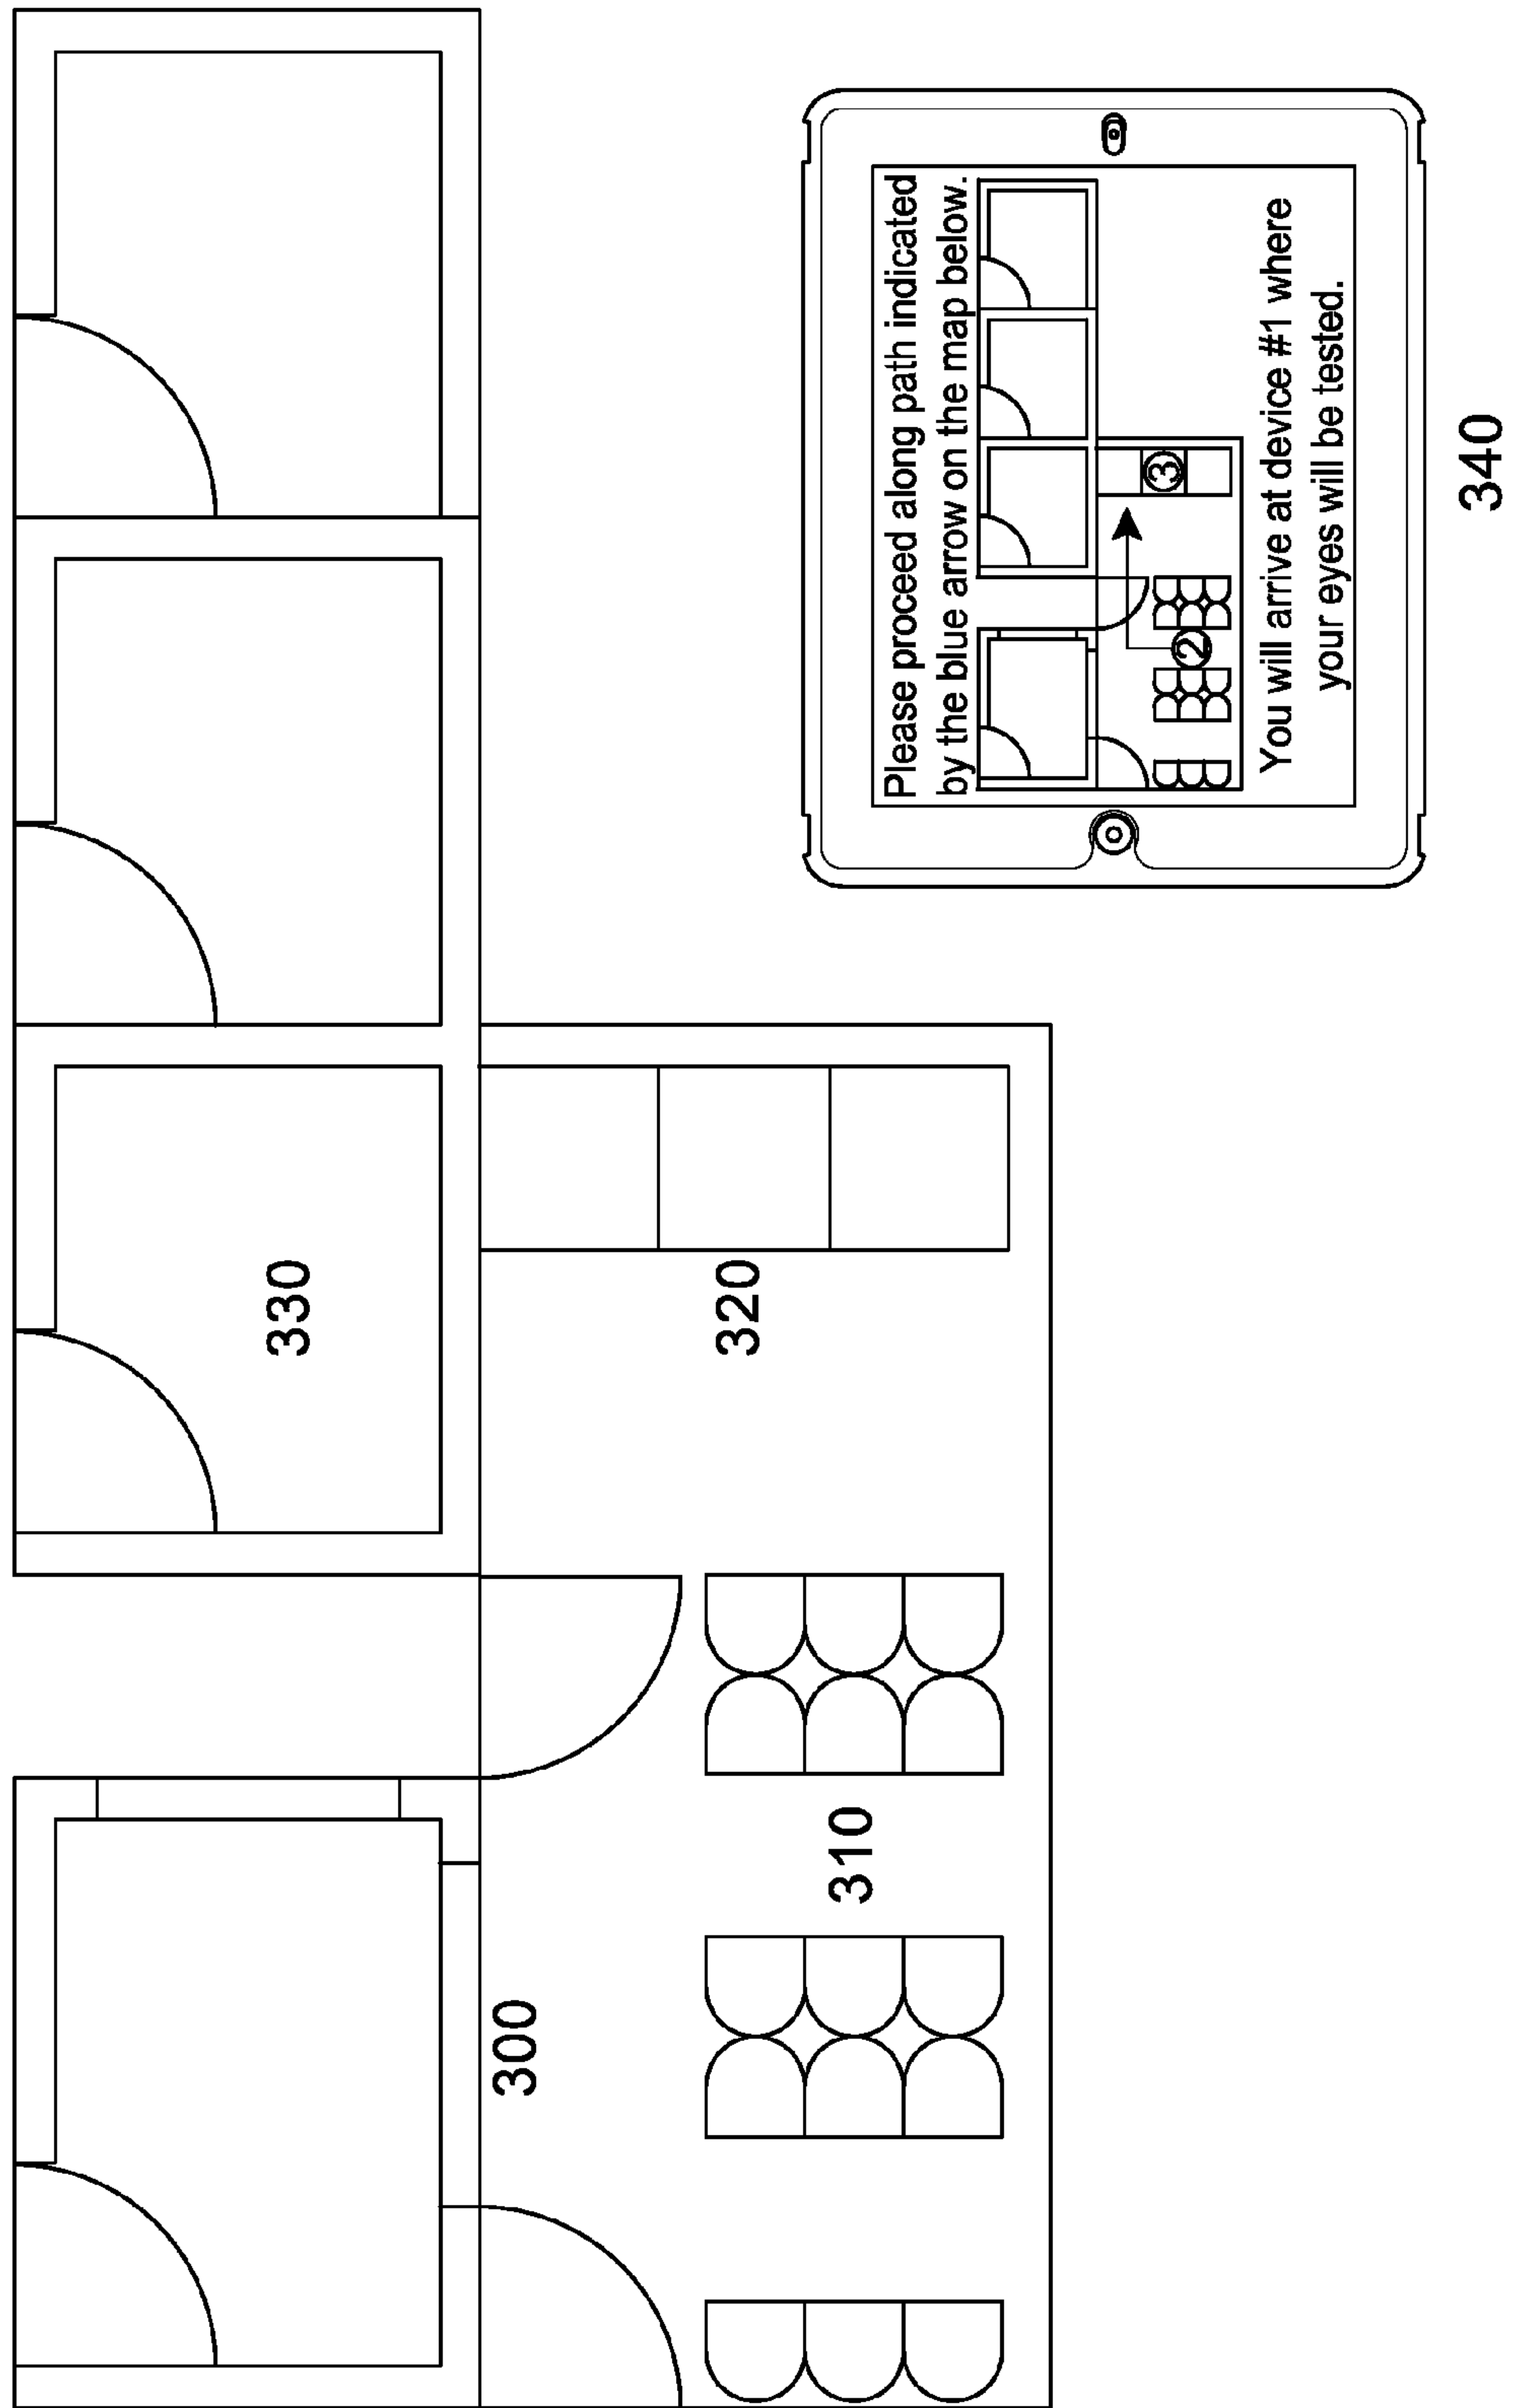 330
300
320
310
Please proceed along path indicated
by the blue arrow on the map below.
3
2
You will arrive at device #1 where
your eyes will be tested.
340